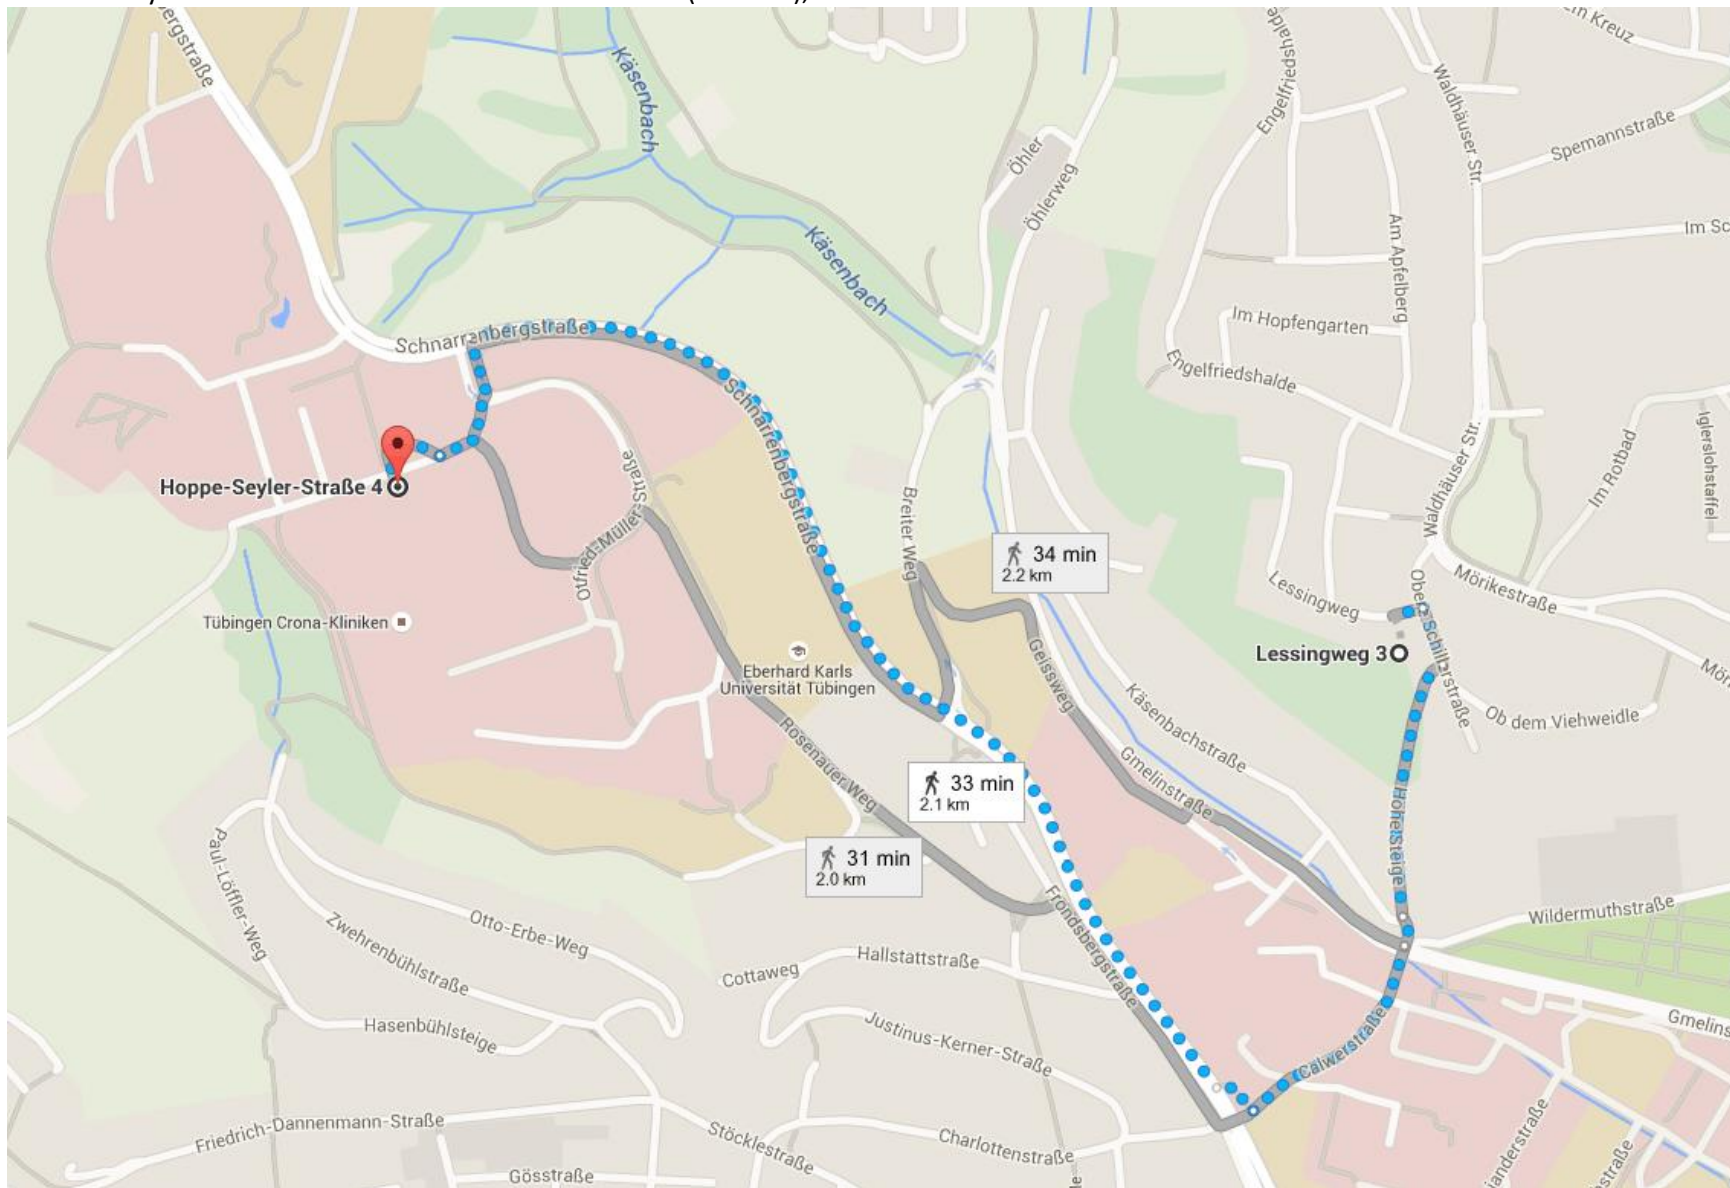 bergstraße
Käsenbach
Engelfriedshalde
Waldhäuser Str.
Spemannstraße
Öhler
Öhlerweg
Käsenbach
Im Sc
Am Apfelberg
Im Hopfengarten
Engelfriedshalde
Schnarrenbergstraße
Schnarrenbergstraße
Waldhäuser Str.
Im Rotbad
Iglerslohstaffel
Hoppe-Seyler-Straße 4
Otfried-Müller-Straße
Breiter Weg
34 min
2.2 km
Lessingweg
Mörikestraße
Tübingen Crona-Kliniken
Eberhard Karls
Universität Tübingen
Geissweg
Lessingweg 3
Obere Schillerstraße
Ob dem Viehweidle
Käsenbachstraße
Gmelinstraße
Rosenauer Weg
33 min
2.1 km
31 min
2.0 km
Hohe Steige
Paul-Löffler-Weg
Zwehrenbühlstraße
Otto-Erbe-Weg
Frondsbergstraße
Wildermuthstraße
Cottaweg
Hallstattstraße
Hasenbühlsteige
Justinus-Kerner-Straße
Calwerstraße
Gmelins
Friedrich-Dannenmann-Straße
Stöcklestraße
Charlottenstraße
Gösstraße